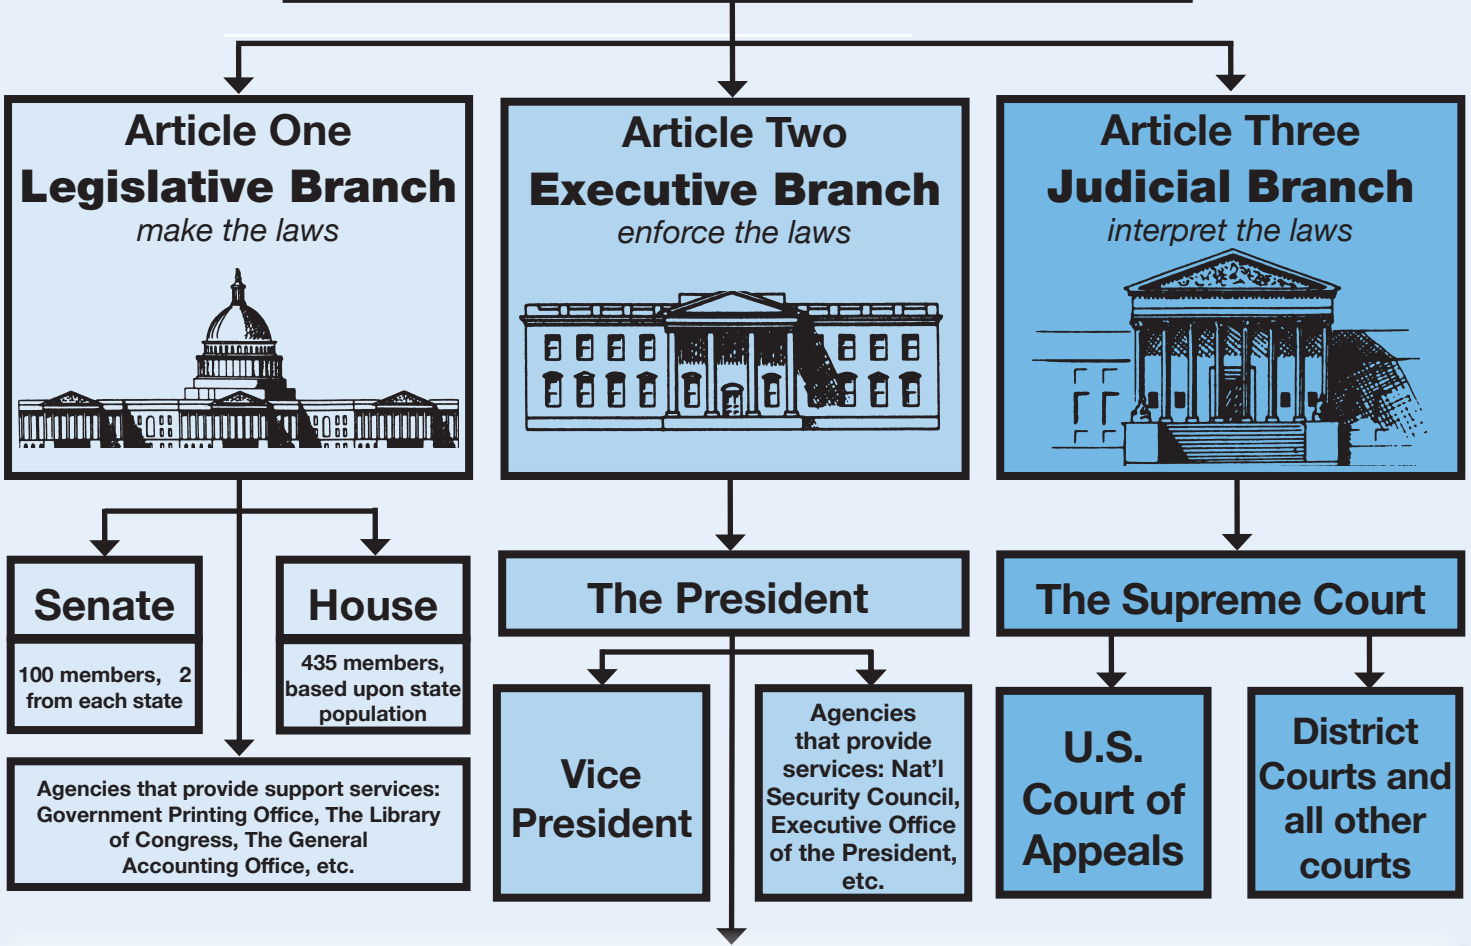 Article One
Legislative Branch
make the laws
Article Two
Executive Branch
enforce the laws
Article Three
Judicial Branch
interpret the laws
Senate
100 members, 2
from each state
House
435 members,
based upon state
population
Agencies that provide support services:
Government Printing Office, The Library
of Congress, The General
Accounting Office, etc.
The President
Vice
President
Agencies
that provide
services: Nat'l
Security Council,
Executive Office
of the President,
etc.
The Supreme Court
U.S.
Court of
Appeals
District
Courts and
all other
courts